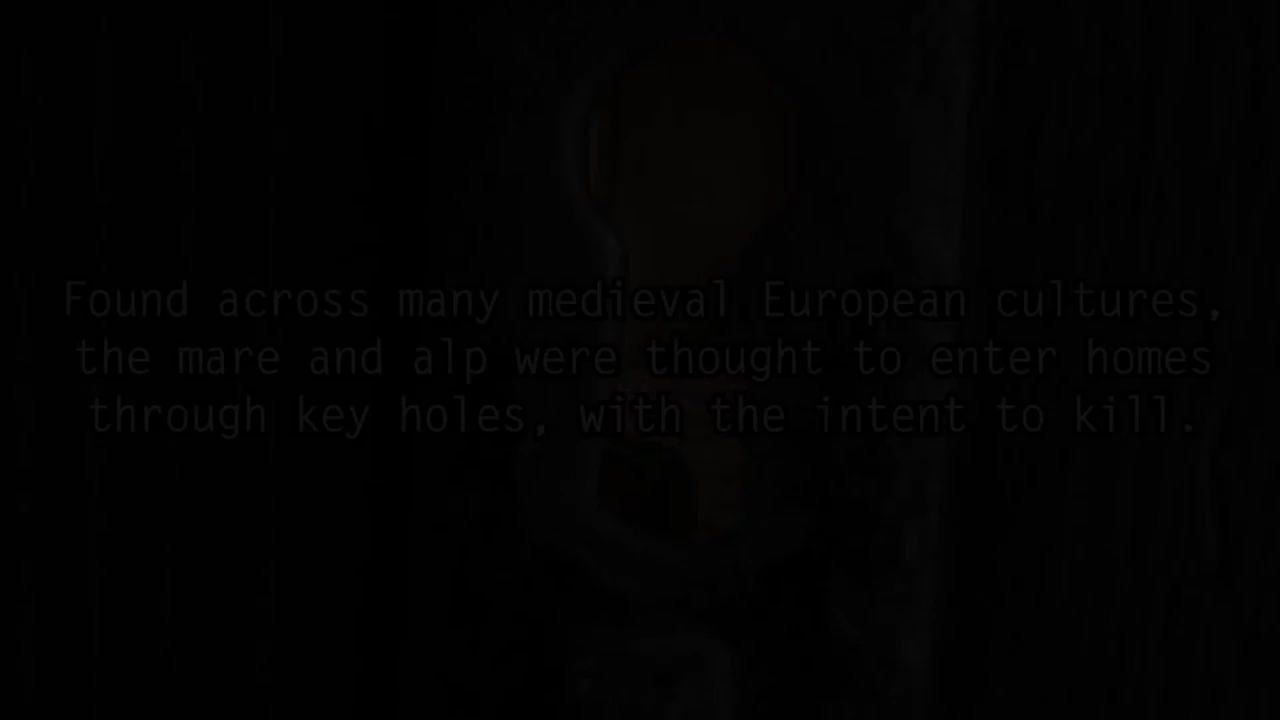 Found across many medieval European cultures,
the mare and alp were thought to enter homes
through key holes, with the intent to kill.